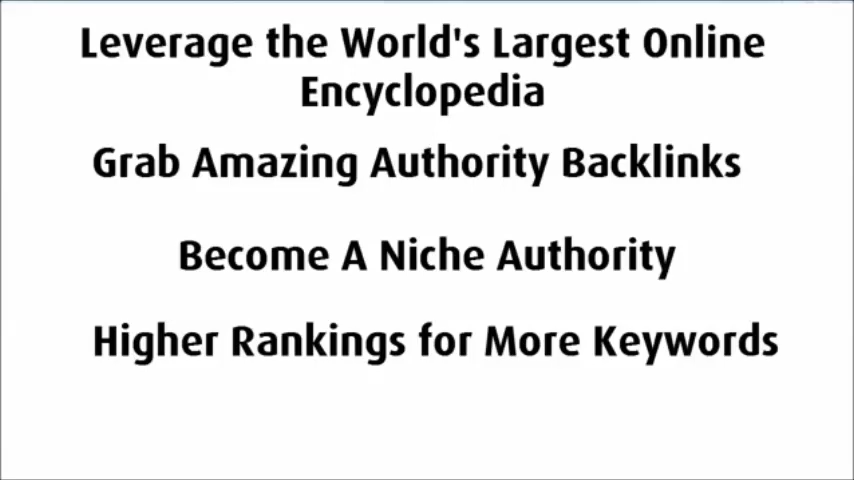 Leverage the World's Largest Online
Encyclopedia
Grab Amazing Authority Backlinks
Become A Niche Authority
Higher Rankings for More Keywords